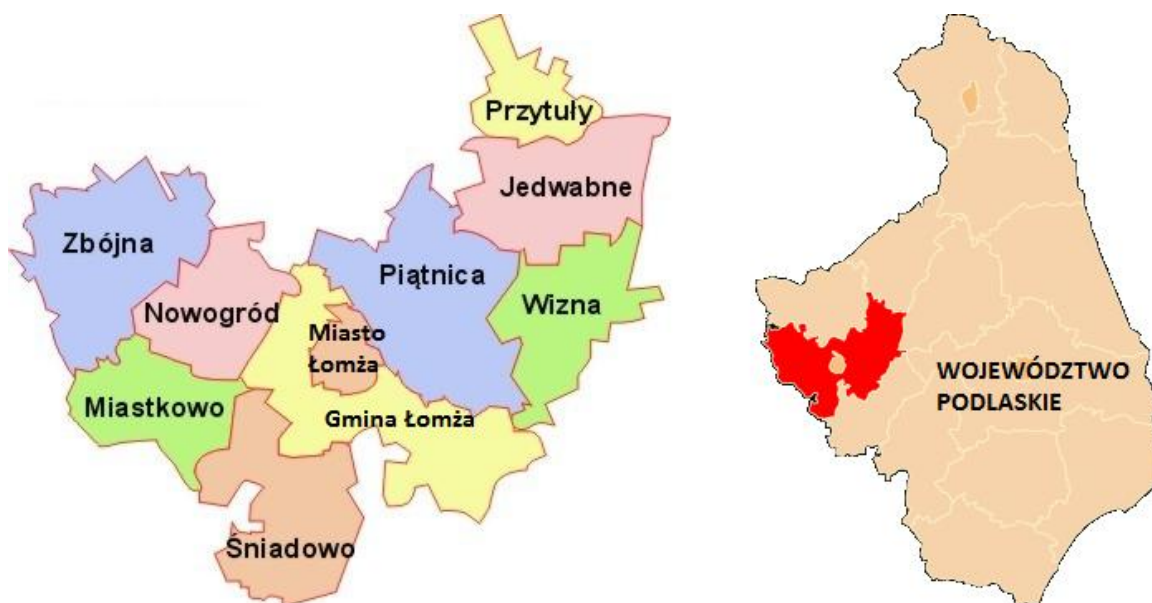 Przytuły
Jedwabne
Zbójna
Piątnica
Wizna
Nowogród
Miasto
Łomża
Miastkowo
Gmina Łomża
Śniadowo
WOJEWÓDZTWO
PODLASKIE